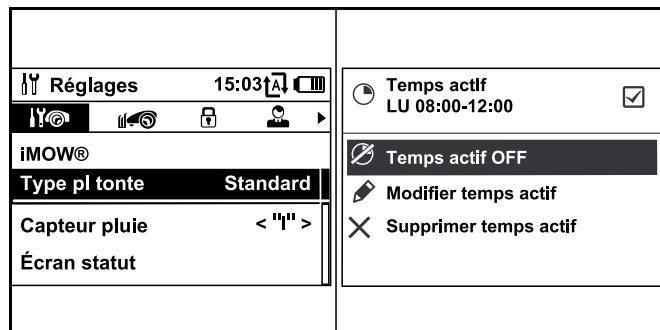 Réglages 15:03 A
iMOW®
Type pl tonte Standard
Capteur pluie < "I" >
Écran statut
Temps actIf
LU 08:00-12:00
Temps actif OFF
Modifier temps actif
Supprimer temps actif